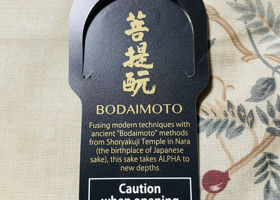 菩提酛
BODAIMOTO
Fusing modern techniques with
ancient "Bodaimoto" methods
from Shoryakuji Temple in Nara
(the birthplace of Japanese
sake), this sake takes ALPHA to
new depths
Caution
when opening